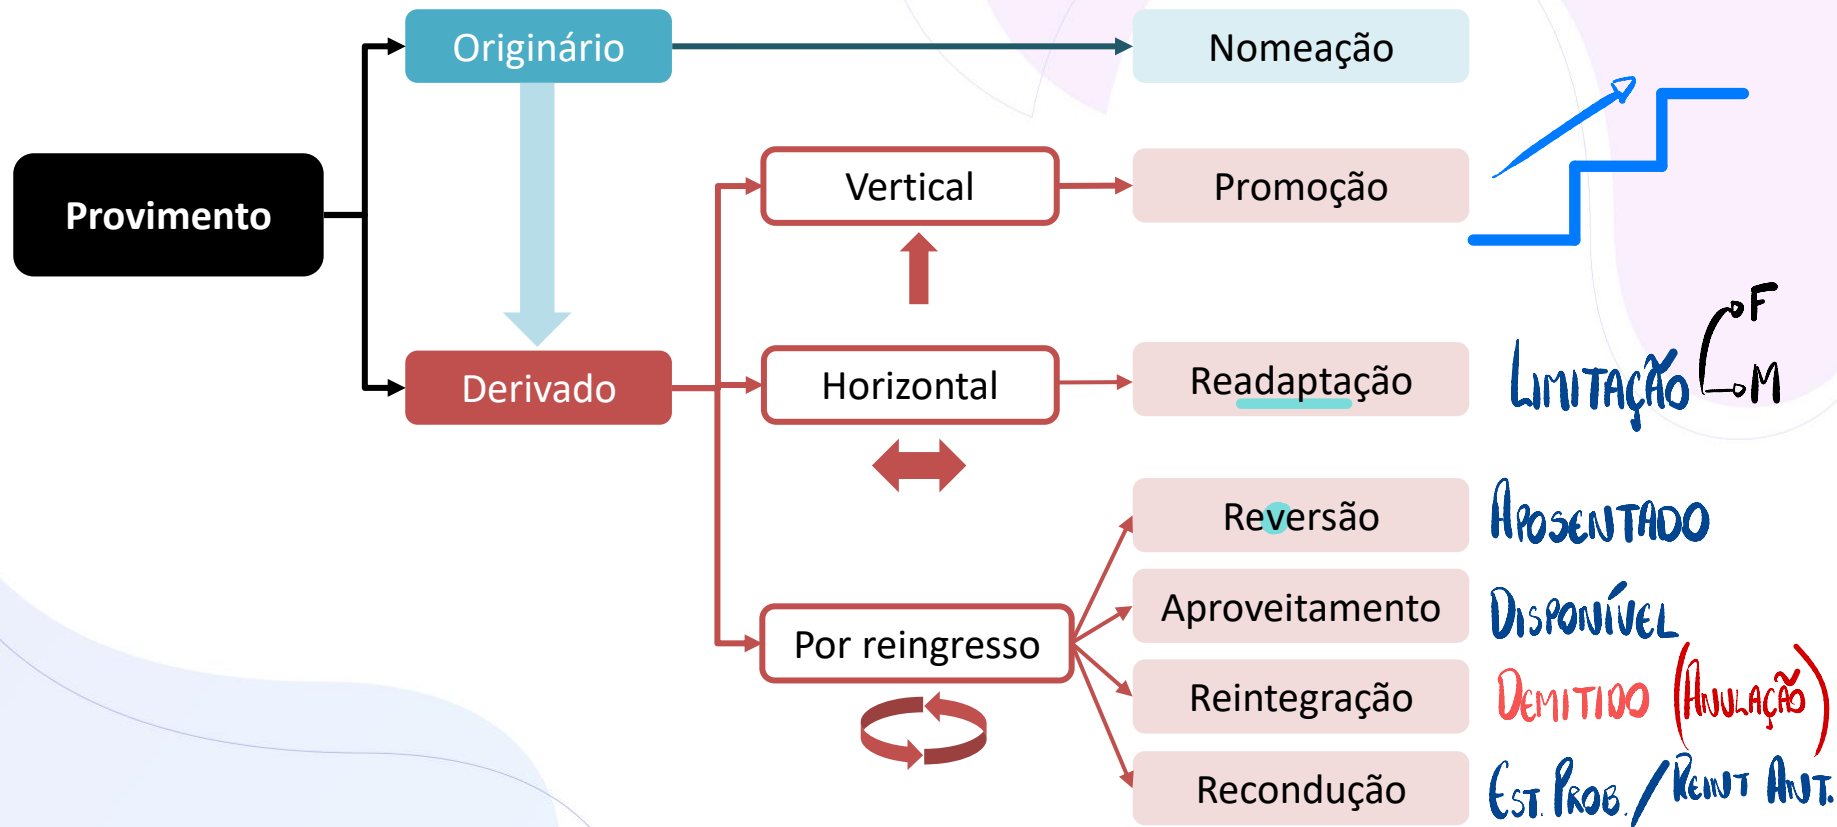 Originário
Nomeação
Provimento
Vertical
Promoção
Derivado
Horizontal
Readaptação
LIMITAÇÃO
F
M
Reversão
APOSENTADO
Por reingresso
Aproveitamento
DISPONÍVEL
Reintegração
DEMITIDO (ANULAÇÃO)
Recondução
EST. PROB. / REINT ANT.